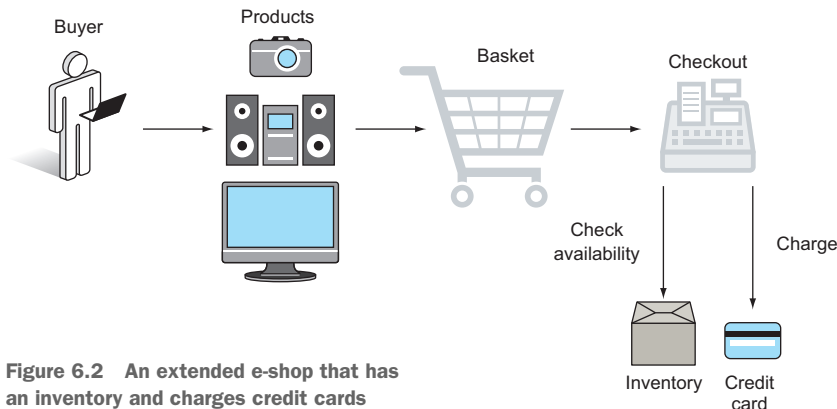 Buyer
Products
Basket
Checkout
Check
availability
Charge
Inventory
Credit
card
Figure 6.2 An extended e-shop that has
an inventory and charges credit cards